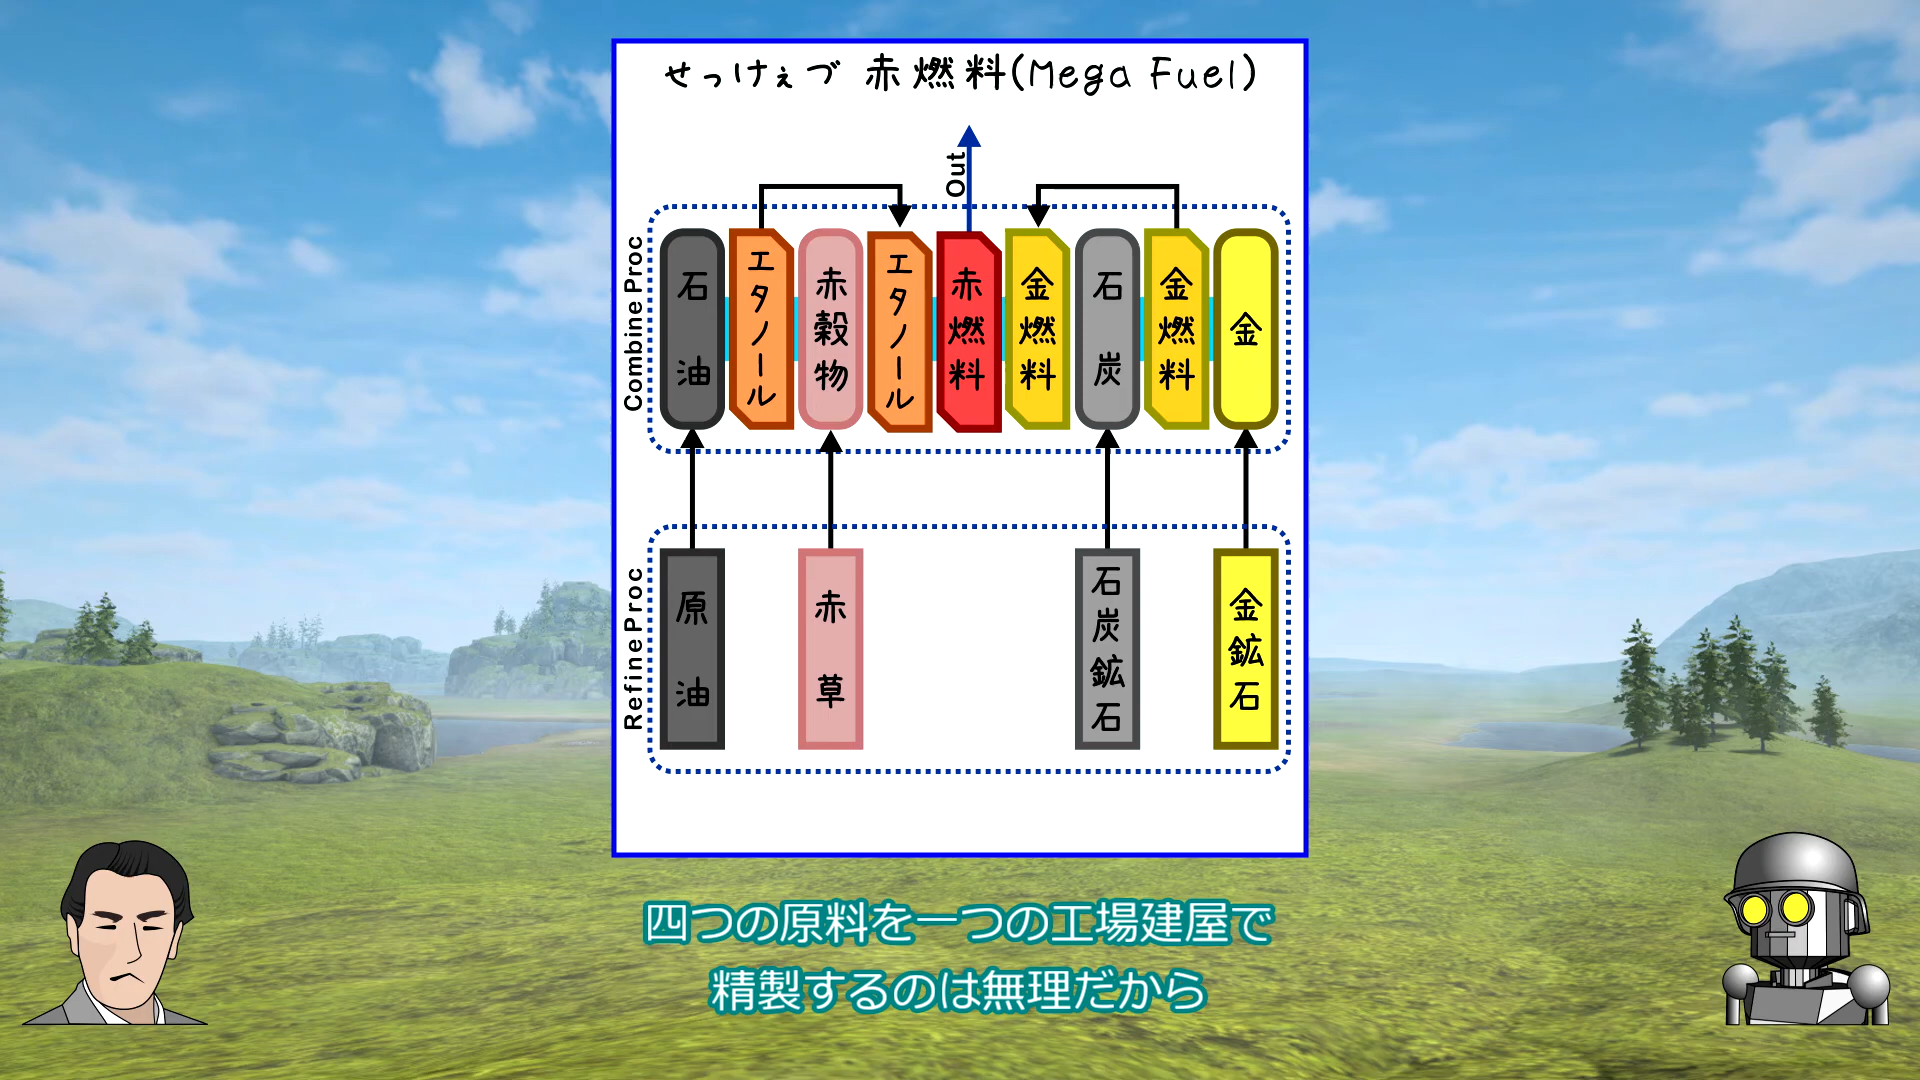 せっけぇづ 赤燃料(Mega Fuel)
Out
Combine Proc
石油
エタノール
赤穀物
エタノール
赤燃料
金燃料
石炭
金燃料
金
Refine Proc
原油
赤草
石炭鉱石
金鉱石
四つの原料を一つの工場建屋で
精製するのは無理だから